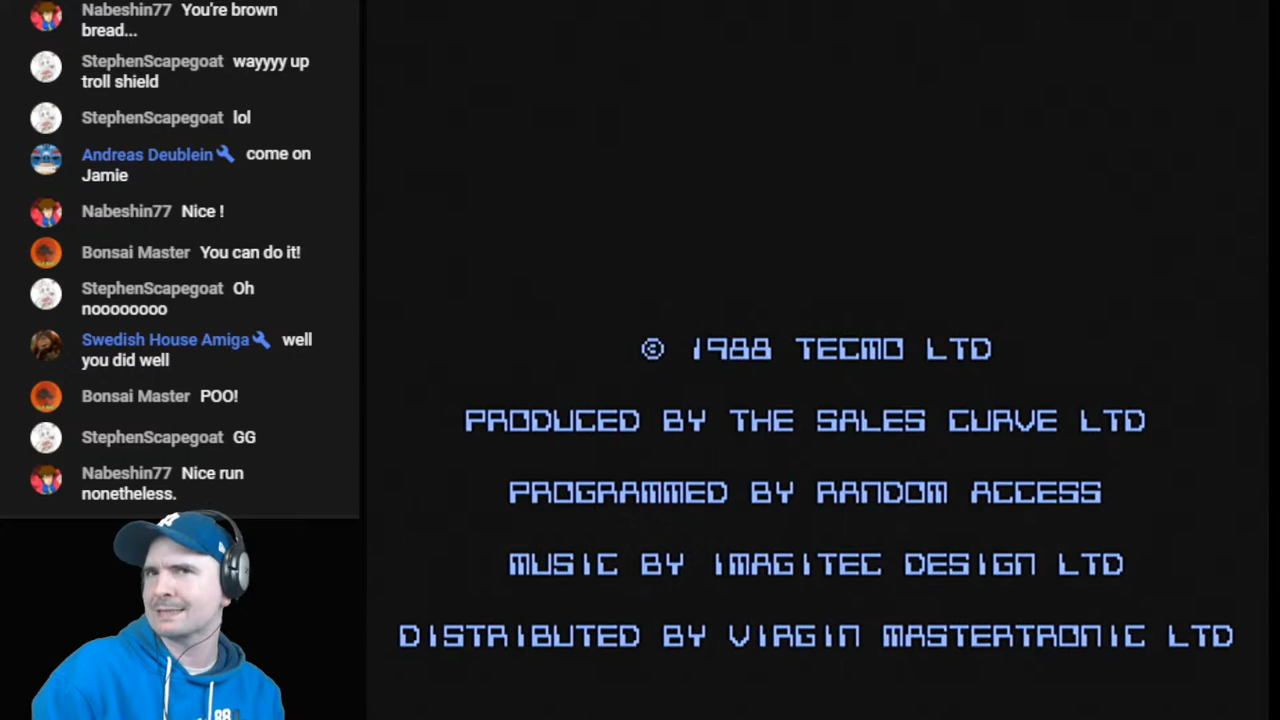 Nabeshin77 You're brown
bread...
StephenScapegoat wayyyy up
troll shield
StephenScapegoat lol
Andreas Deublein come on
Jamie
Nabeshin77 Nice !
Bonsai Master You can do it!
StephenScapegoat Oh
noooooooo
Swedish House Amiga well
you did well
Bonsai Master POO!
StephenScapegoat GG
Nabeshin77 Nice run
nonetheless.
© 1988 TECMO LTD
PRODUCED BY THE SALES CURVE LTD
PROGRAMMED BY RANDOM ACCESS
MUSIC BY IMAGITEC DESIGN LTD
DISTRIBUTED BY VIRGIN MASTERTRONIC LTD